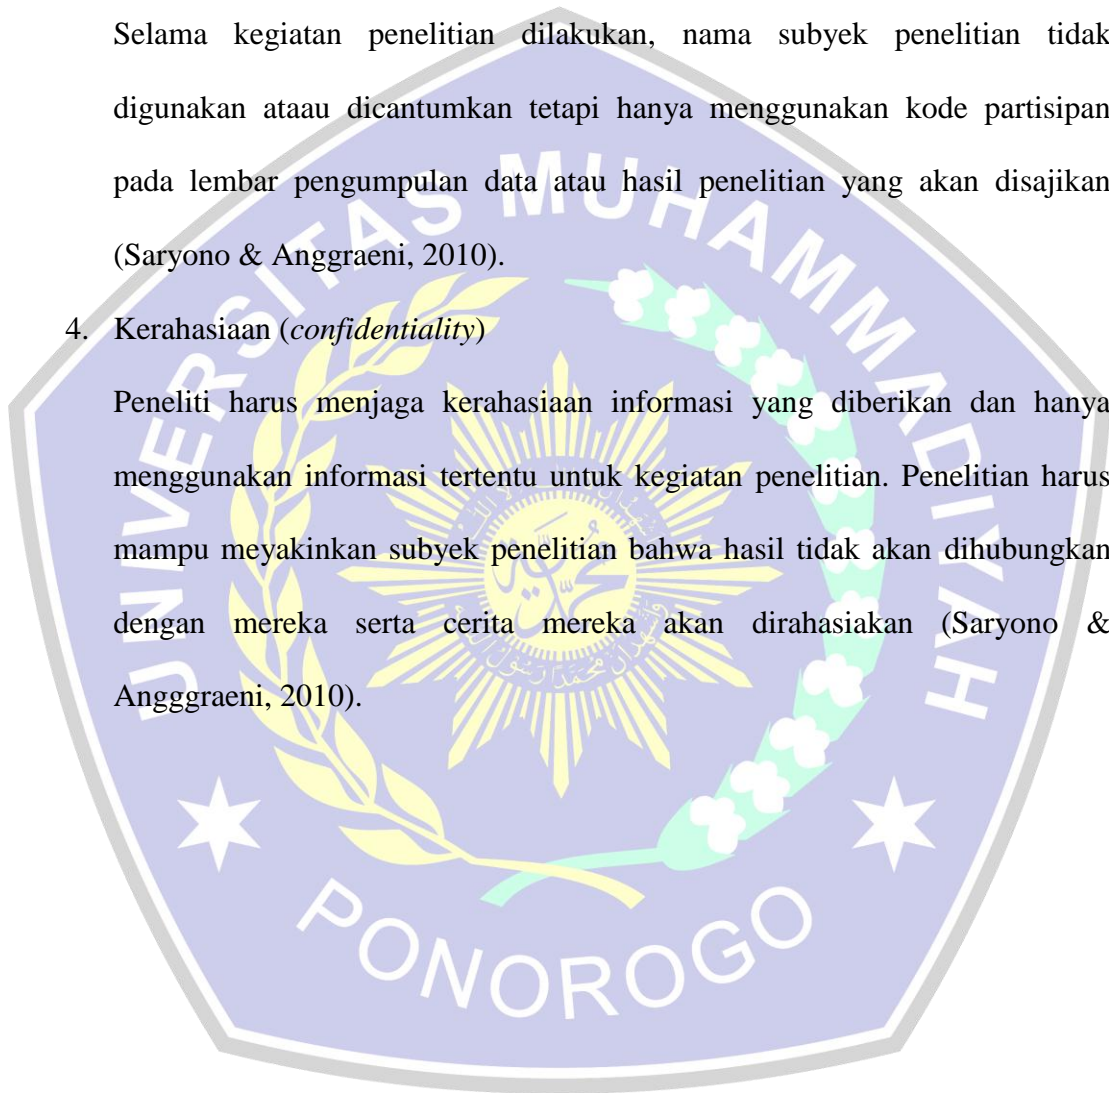 Selama kegiatan penelitian dilakukan, nama subyek penelitian tidak
digunakan ataau dicantumkan tetapi hanya menggunakan kode partisipan
pada lembar pengumpulan data atau hasil penelitian yang akan disajikan
(Saryono & Anggraeni, 2010).
4. Kerahasiaan (confidentiality)
Peneliti harus menjaga kerahasiaan informasi yang diberikan dan hanya
menggunakan informasi tertentu untuk kegiatan penelitian. Penelitian harus
mampu meyakinkan subyek penelitian bahwa hasil tidak akan dihubungkan
dengan mereka serta cerita mereka akan dirahasiakan (Saryono &
Angggraeni, 2010).
UNIVERSITAS MUHAMMADIYAH
PONOROGO